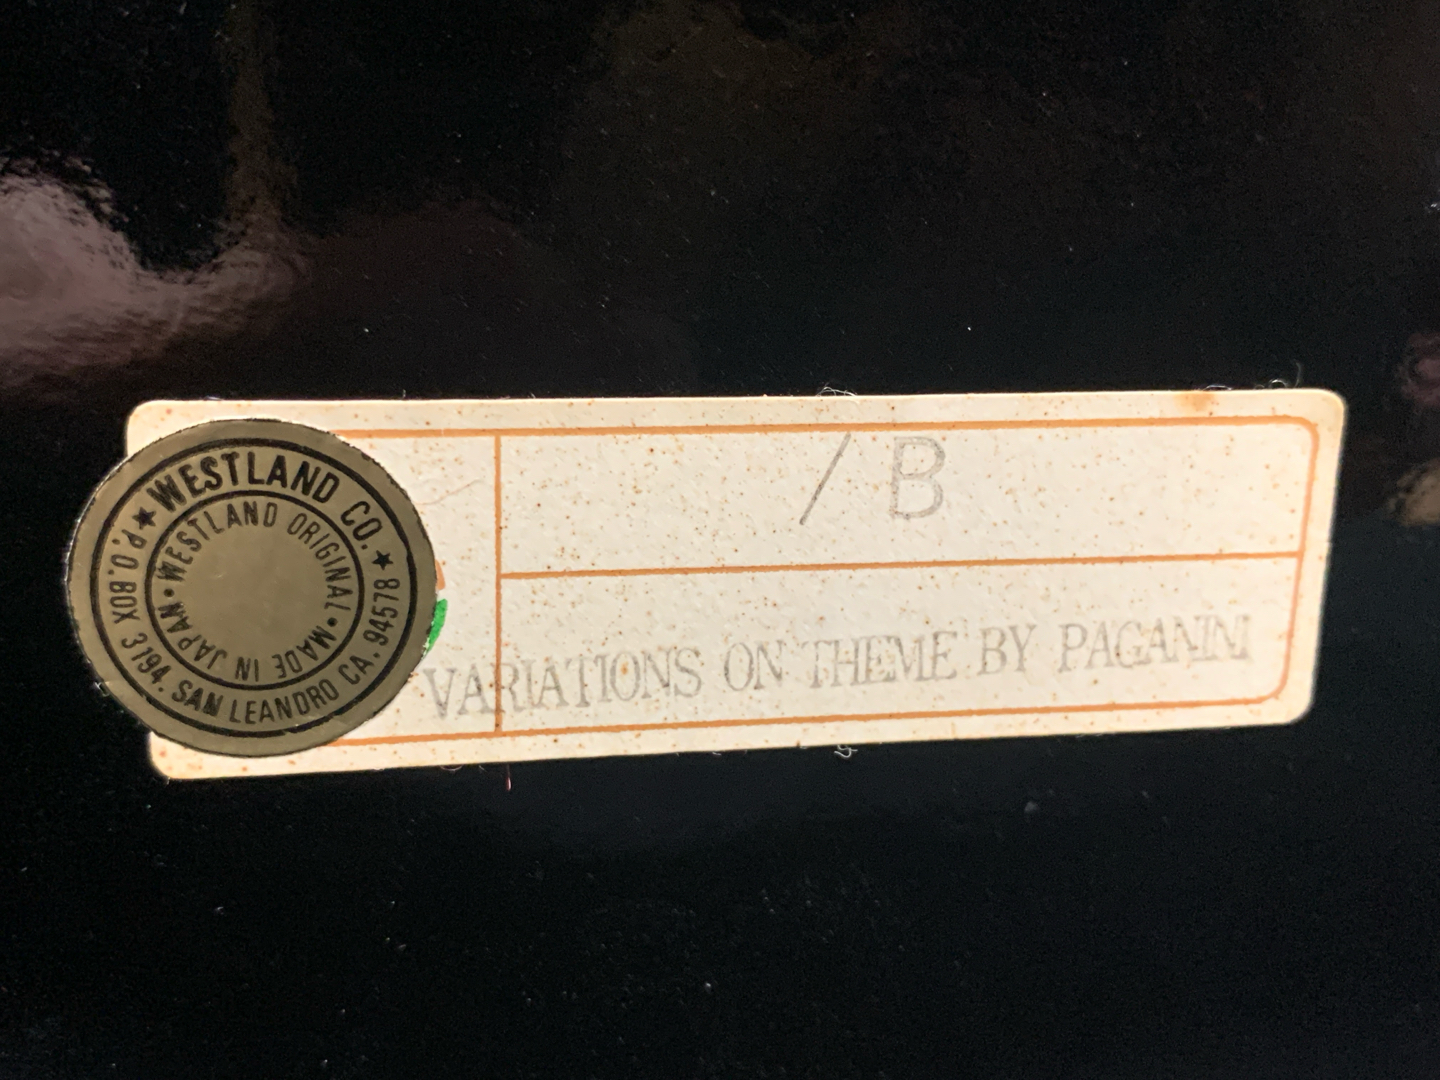 ★ WESTLAND CO. ★
P.O. BOX 3194. SAN LEANDRO CA. 94578
• WESTLAND ORIGINAL •
MADE IN JAPAN
/ B
VARIATIONS ON THEME BY PAGANINI